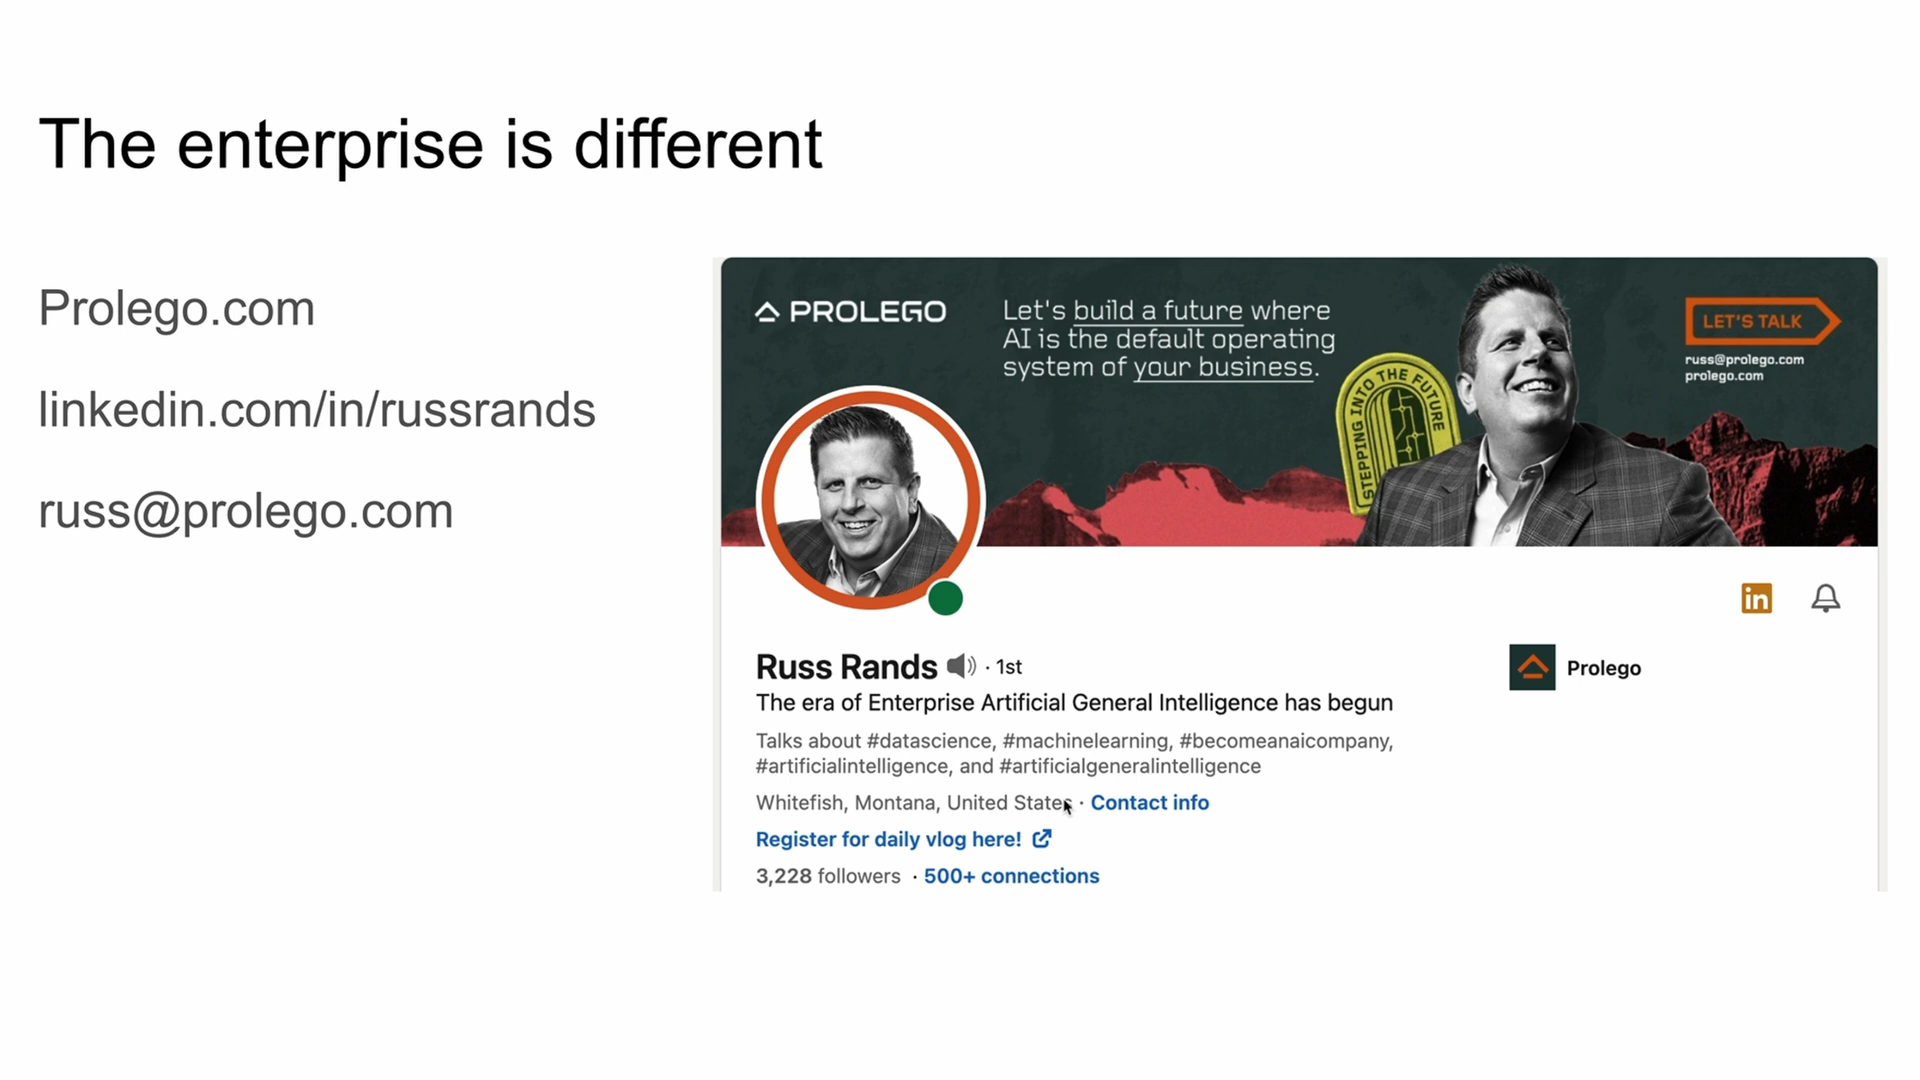 The enterprise is different
Prolego.com
linkedin.com/in/russrands
russ@prolego.com
PROLEGO
Let's build a future where
AI is the default operating
system of your business.
STEPPING INTO THE FUTURE
LET'S TALK
russ@prolego.com
prolego.com
in
Russ Rands · 1st
The era of Enterprise Artificial General Intelligence has begun
Talks about #datascience, #machinelearning, #becomeanaicompany,
#artificialintelligence, and #artificialgeneralintelligence
Whitefish, Montana, United States · Contact info
Register for daily vlog here!
3,228 followers · 500+ connections
Prolego